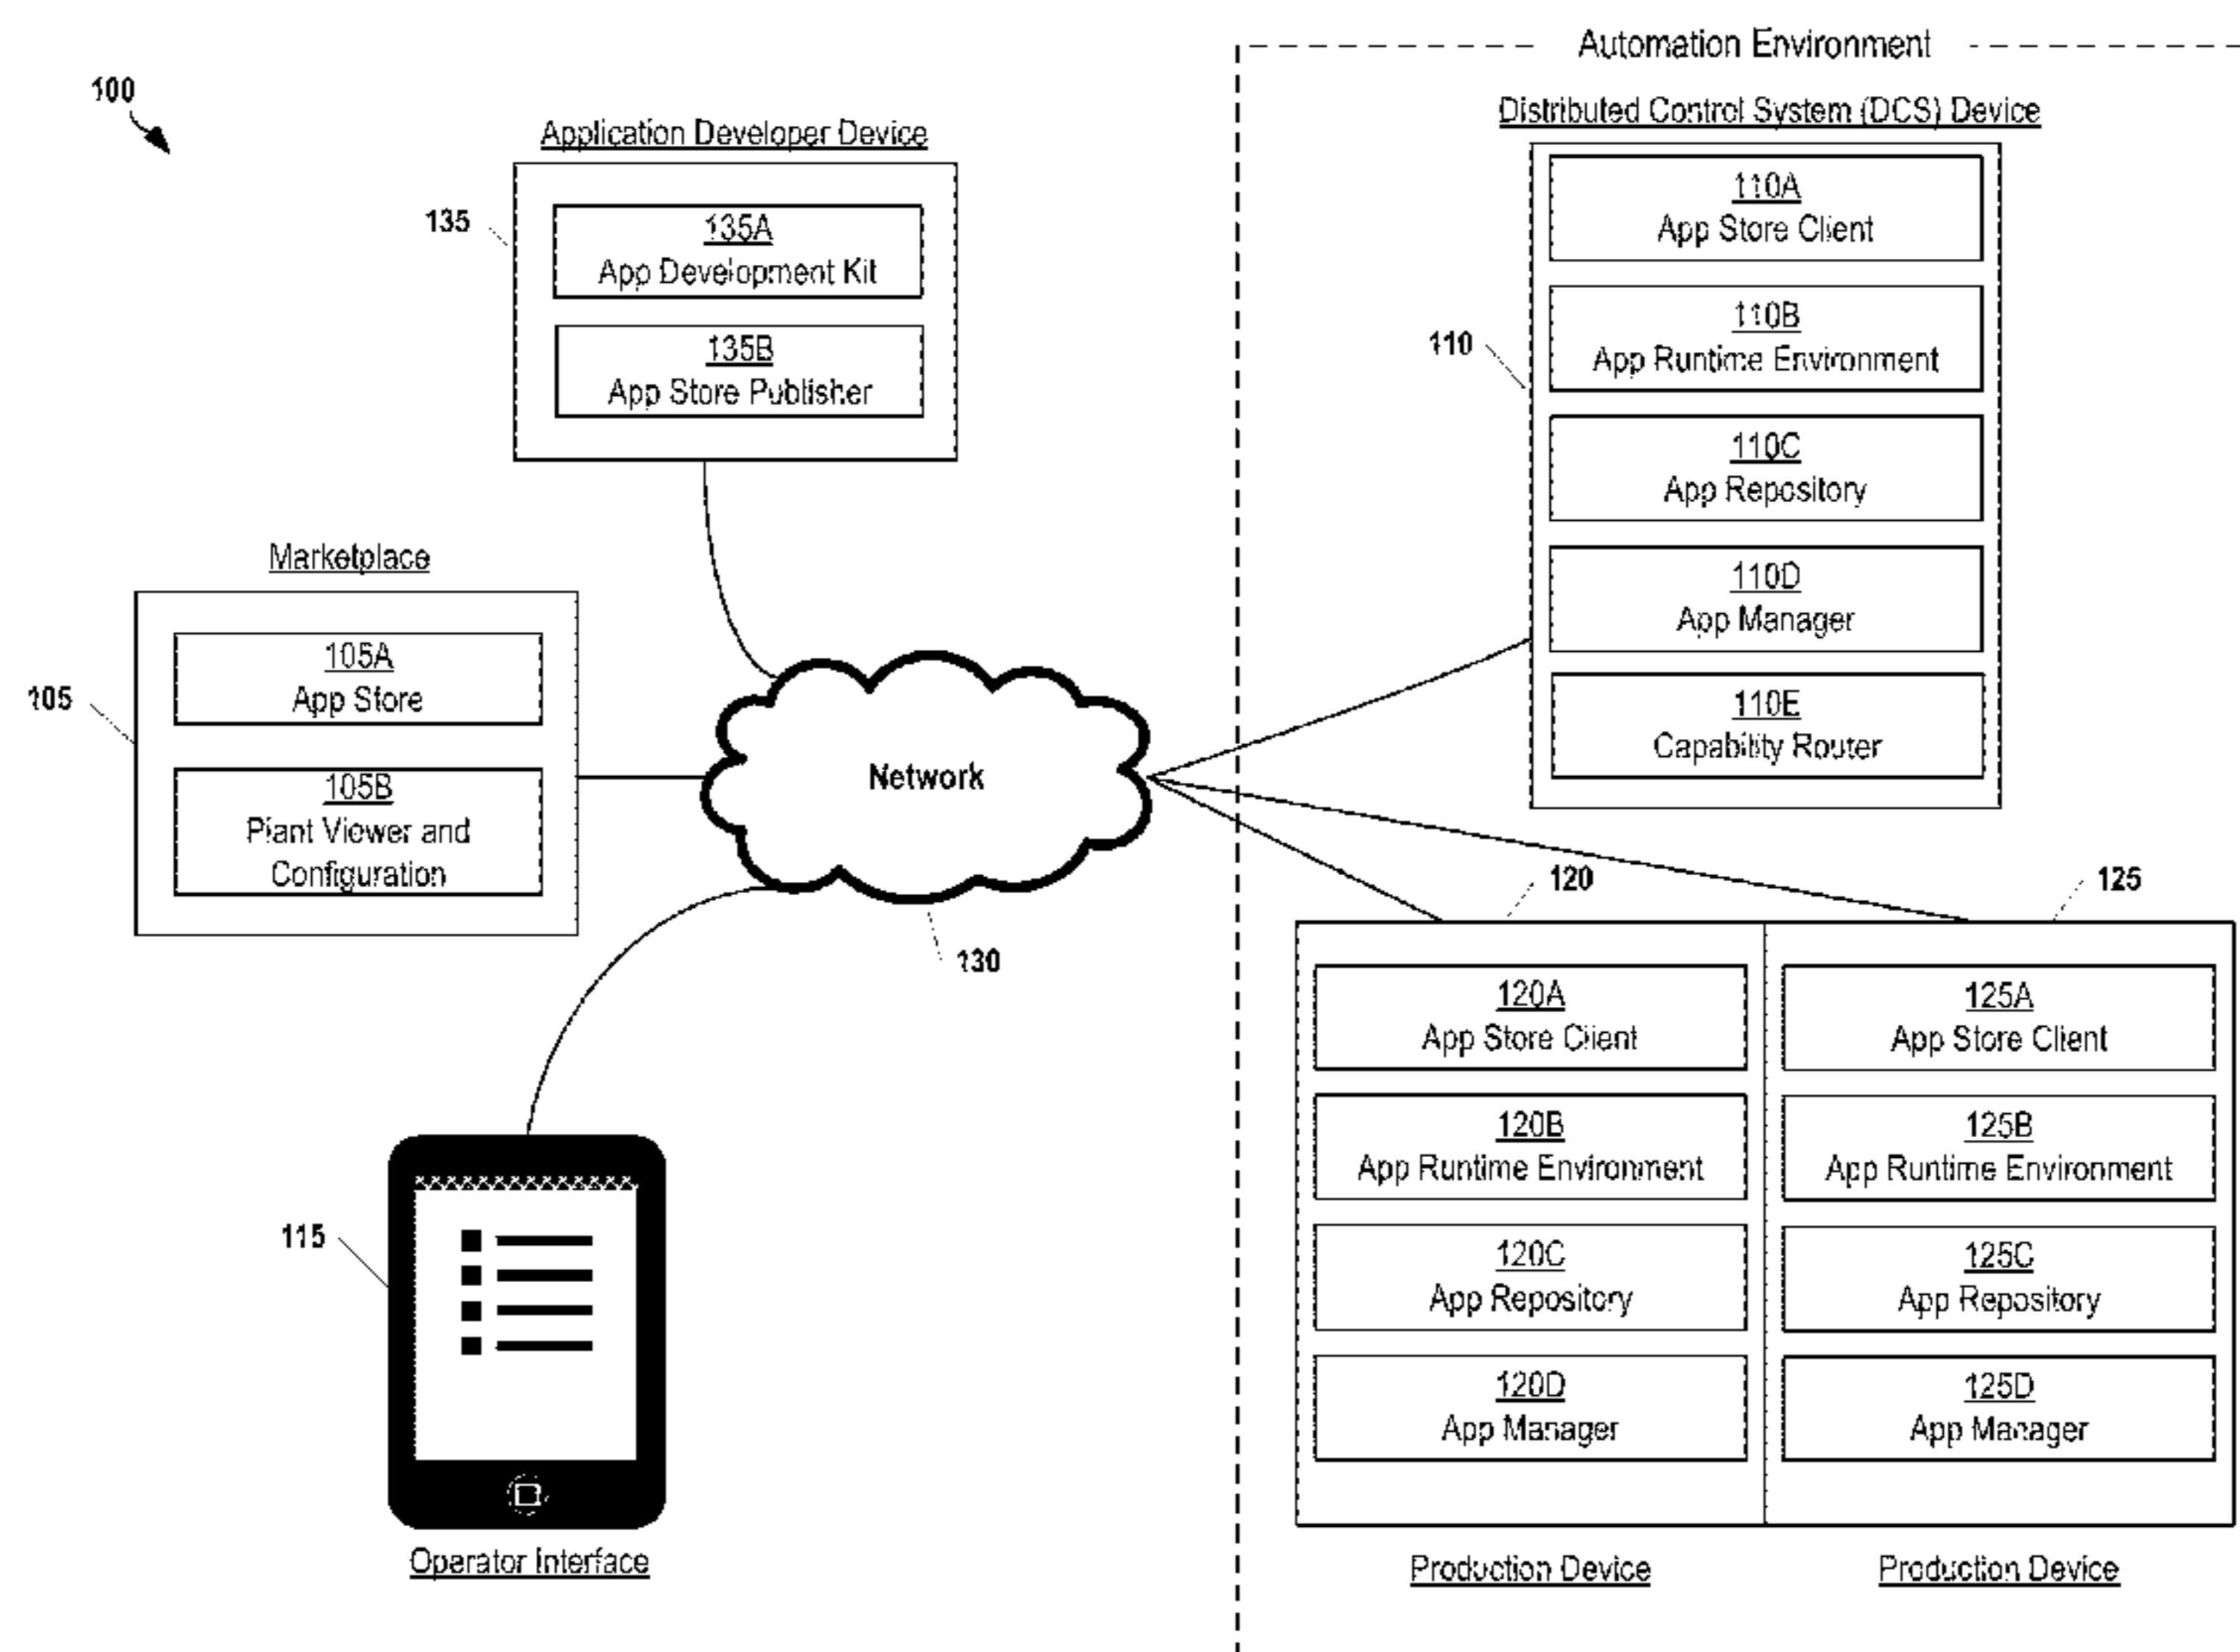 100
Application Developer Device
135
135A
App Development Kit
135B
App Store Publisher
Marketplace
105
105A
App Store
105B
Plant Viewer and
Configuration
Network
130
115
Operator Interface
Automation Environment
Distributed Control System (DCS) Device
110
110A
App Store Client
110B
App Runtime Environment
110C
App Repository
110D
App Manager
110E
Capability Router
120
120A
App Store Client
120B
App Runtime Environment
120C
App Repository
120D
App Manager
Production Device
125
125A
App Store Client
125B
App Runtime Environment
125C
App Repository
125D
App Manager
Production Device